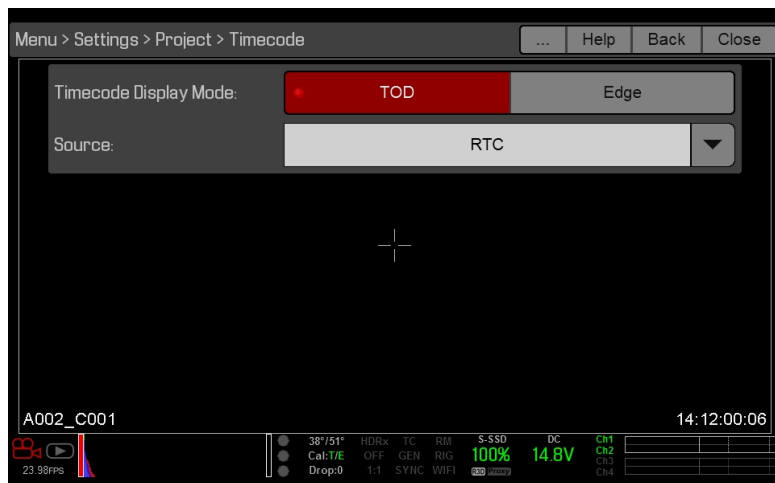 Menu > Settings > Project > Timecode ... Help Back Close
Timecode Display Mode: TOD Edge
Source: RTC
A002_C001 14:12:00:06
38°/51° HDRx TC RM S-SSD DC Ch1
Cal:T/E OFF GEN RIG 100% 14.8V Ch2
23.98FPS Drop:0 1:1 SYNC WIFI R3D Proxy Ch3
Ch4